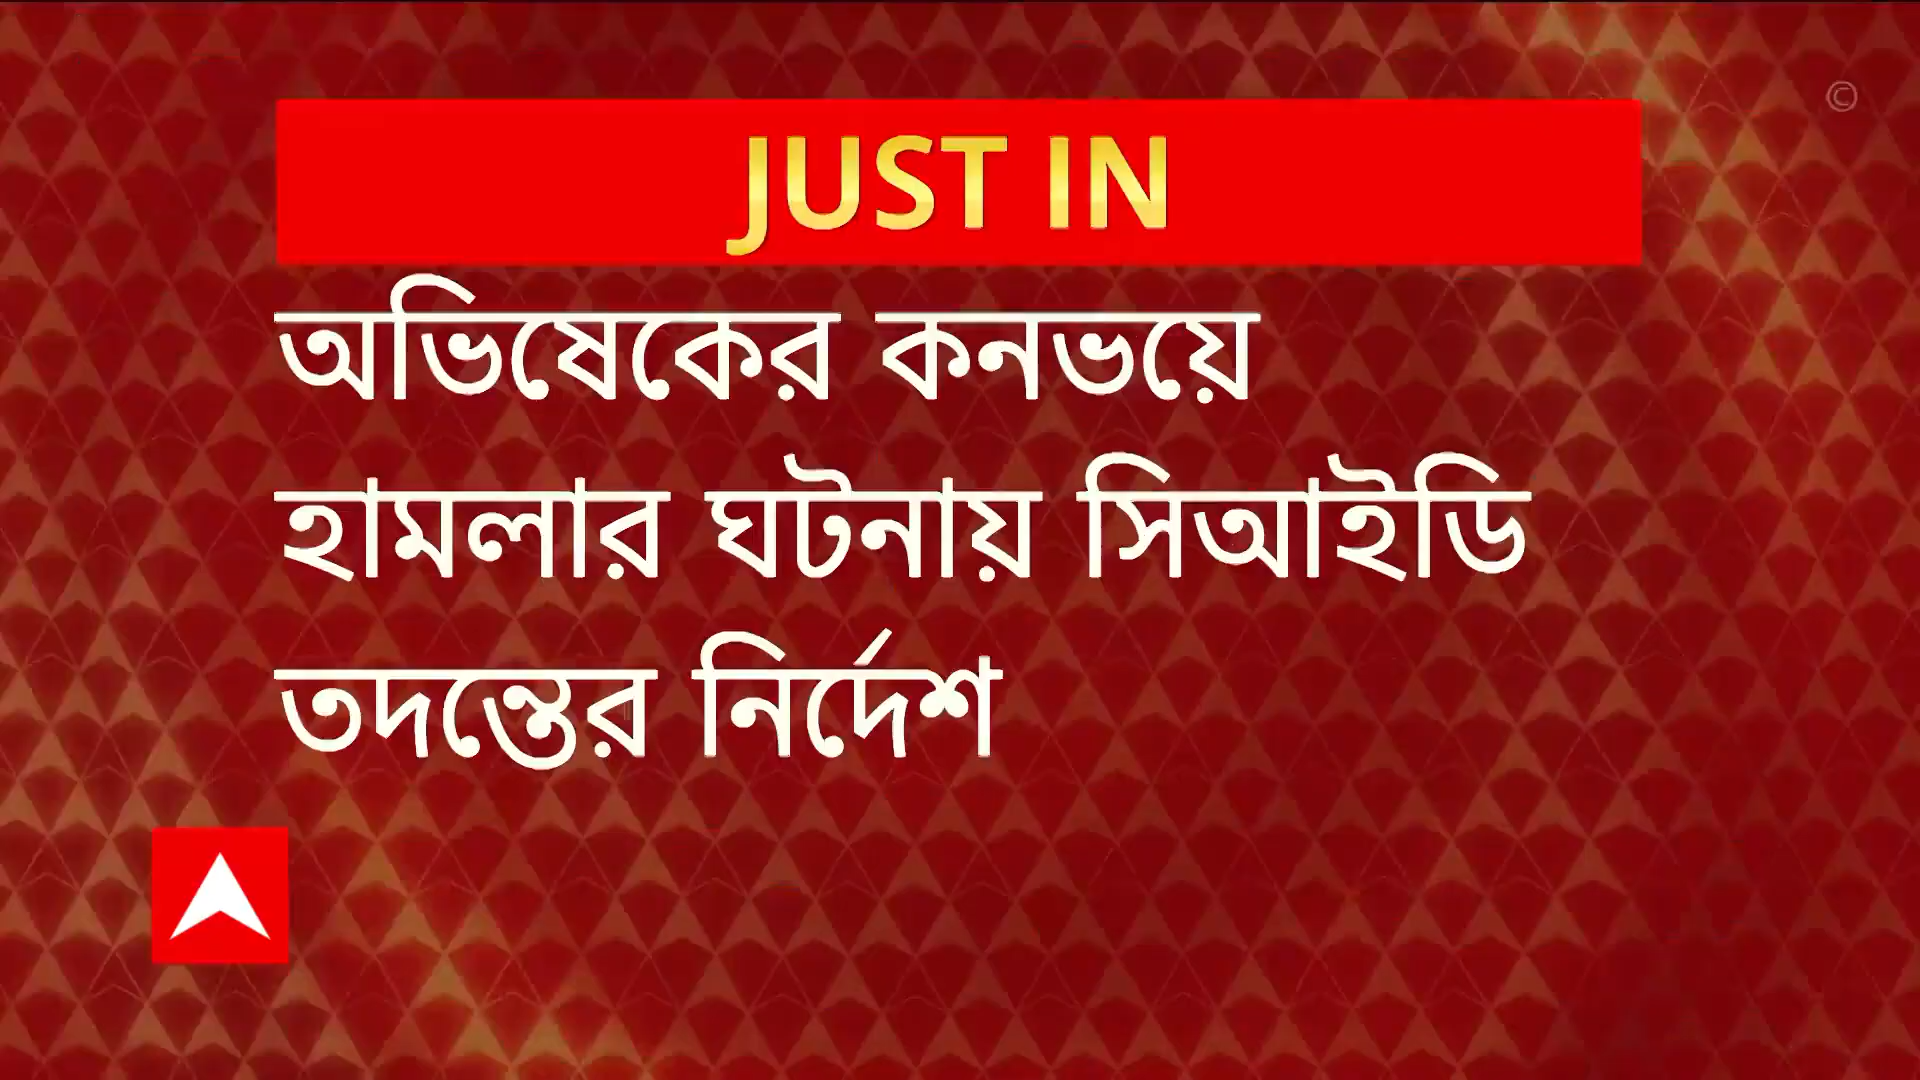 ©
JUST IN
অভিষেকের কনভয়ে
হামলার ঘটনায় সিআইডি
তদন্তের নির্দেশ